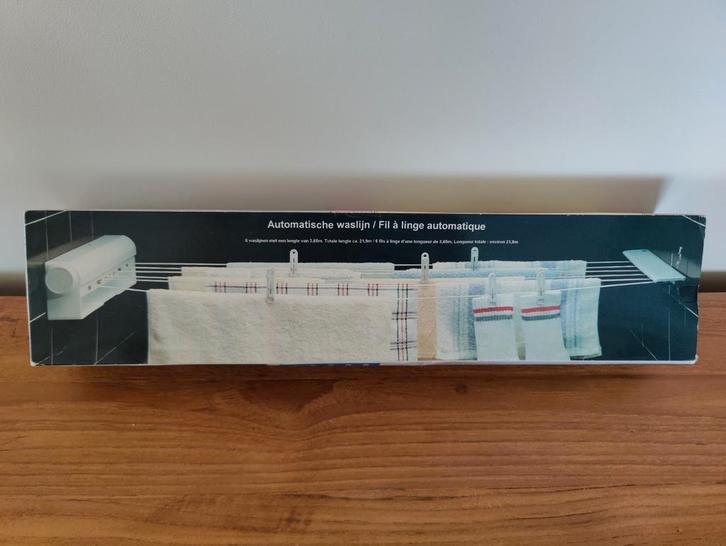 Automatische waslijn / Fil à linge automatique
6 waslijnen met een lengte van 3,65m. Totale lengte ca. 21,9m / 6 fils à linge d'une longueur de 3,65m. Longueur totale : environ 21,9m